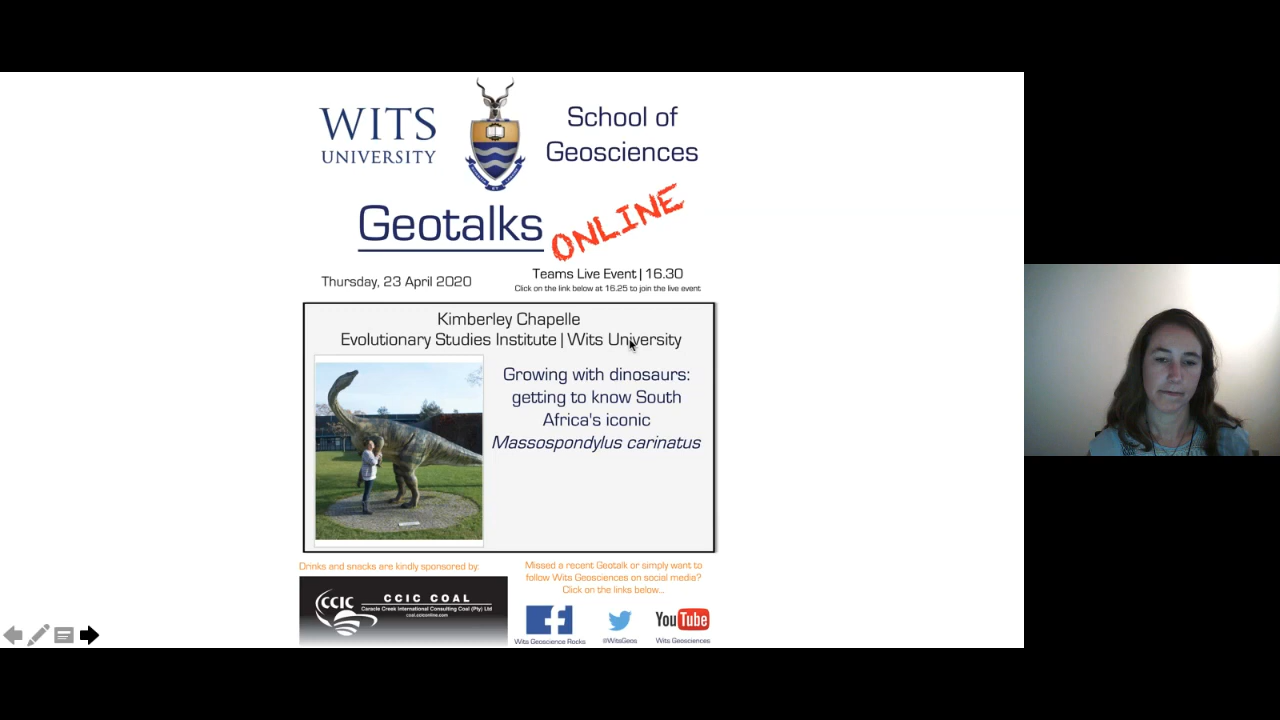 WITS
UNIVERSITY
School of
Geosciences
Geotalks
ONLINE
Thursday, 23 April 2020
Teams Live Event | 16.30
Click on the link below at 16.25 to join the live event
Kimberley Chapelle
Evolutionary Studies Institute | Wits University
Growing with dinosaurs:
getting to know South
Africa's iconic
Massospondylus carinatus
Drinks and snacks are kindly sponsored by:
CCIC
CCIC COAL
Caracle Creek International Consulting Coal (Pty) Ltd
coal.cciconline.com
Missed a recent Geotalk or simply want to
follow Wits Geosciences on social media?
Click on the links below...
f
YouTube
Wits Geoscience Rocks
@WitsGeos
Wits Geosciences